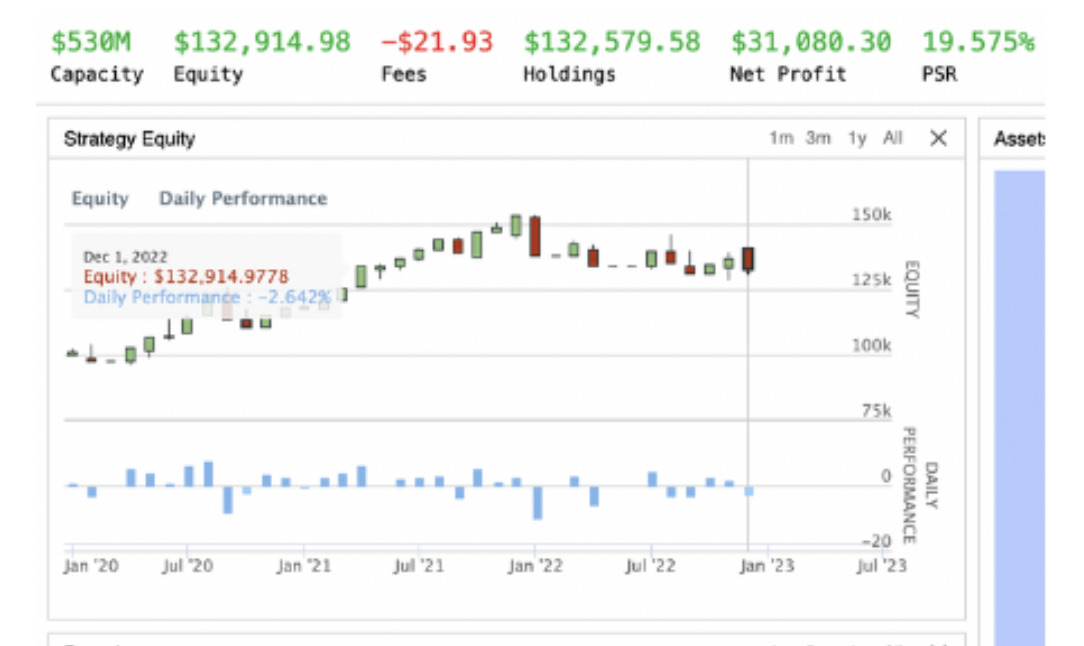 $530M $132,914.98 -$21.93 $132,579.58 $31,080.30 19.575%
Capacity Equity Fees Holdings Net Profit PSR
Strategy Equity 1m 3m 1y All Asset
Equity Daily Performance
Dec 1, 2022
Equity : $132,914.9778
Daily Performance : -2.642%
150k
125k
100k
75k
EQUITY
0
-20
DAILY
PERFORMANCE
Jan '20 Jul '20 Jan '21 Jul '21 Jan '22 Jul '22 Jan '23 Jul '23